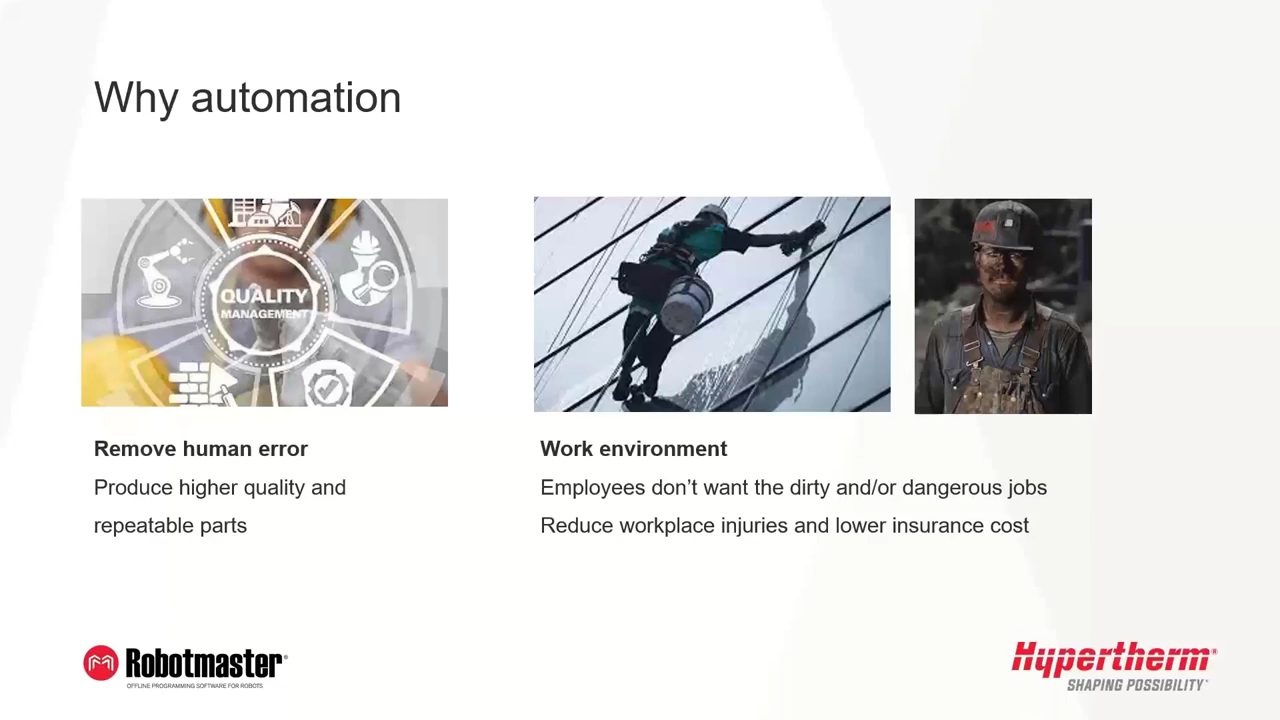 Why automation
QUALITY
MANAGEMENT
Remove human error
Produce higher quality and
repeatable parts
Work environment
Employees don’t want the dirty and/or dangerous jobs
Reduce workplace injuries and lower insurance cost
Robotmaster®
OFFLINE PROGRAMMING SOFTWARE FOR ROBOTS
Hypertherm®
SHAPING POSSIBILITY™